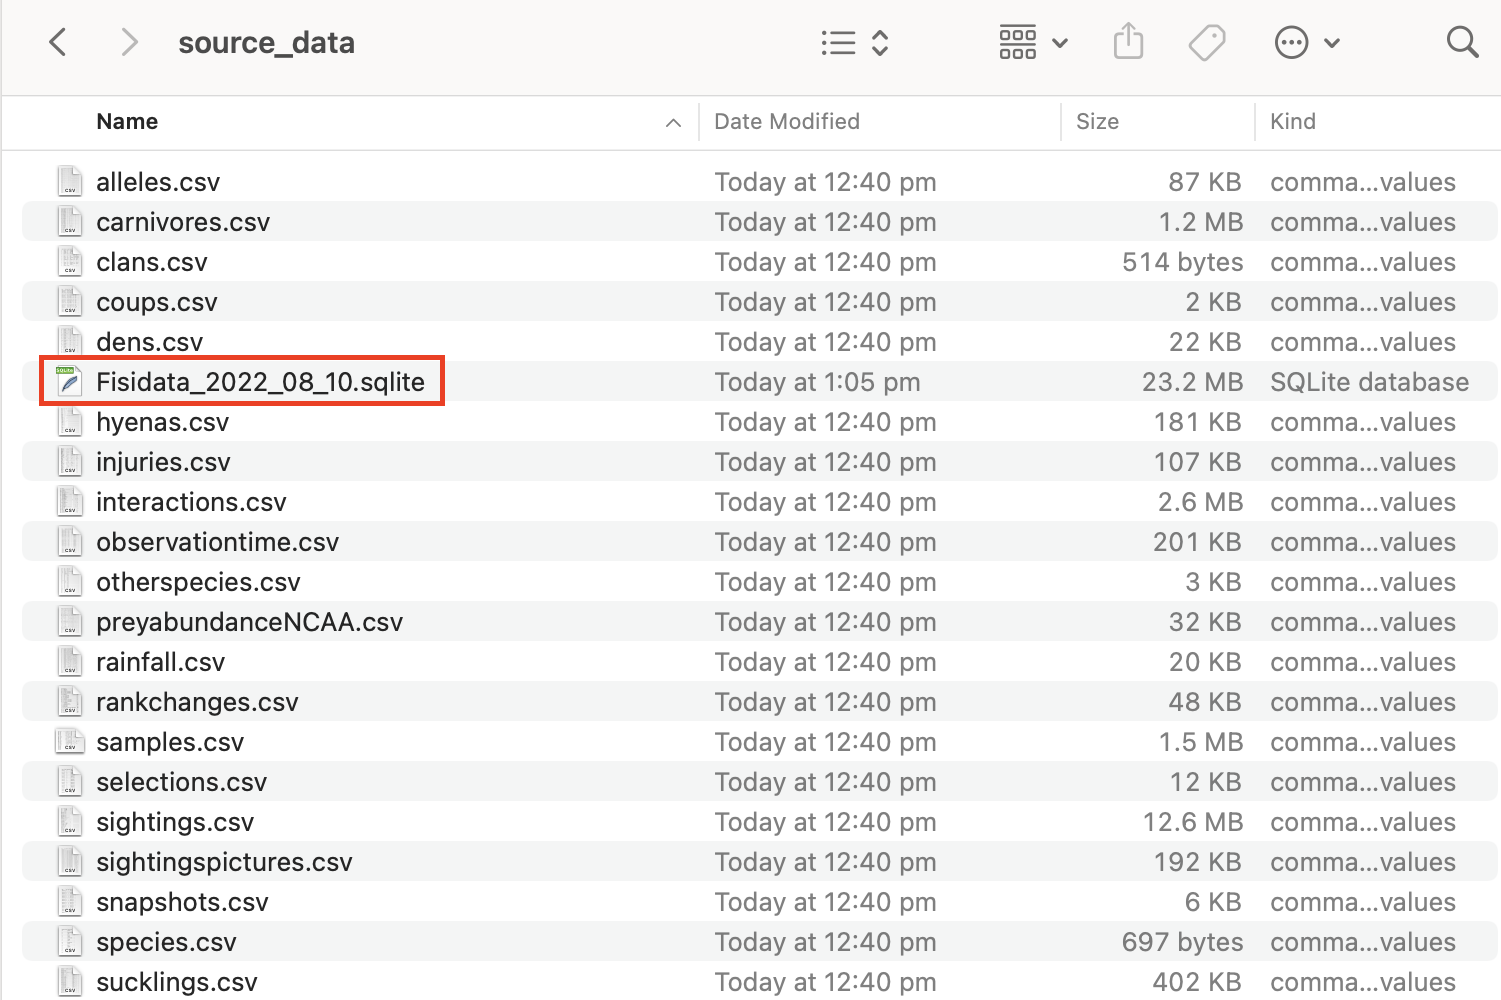 source_data
Name Date Modified Size Kind
alleles.csv Today at 12:40 pm 87 KB comma...values
carnivores.csv Today at 12:40 pm 1.2 MB comma...values
clans.csv Today at 12:40 pm 514 bytes comma...values
coups.csv Today at 12:40 pm 2 KB comma...values
dens.csv Today at 12:40 pm 22 KB comma...values
Fisidata_2022_08_10.sqlite Today at 1:05 pm 23.2 MB SQLite database
hyenas.csv Today at 12:40 pm 181 KB comma...values
injuries.csv Today at 12:40 pm 107 KB comma...values
interactions.csv Today at 12:40 pm 2.6 MB comma...values
observationtime.csv Today at 12:40 pm 201 KB comma...values
otherspecies.csv Today at 12:40 pm 3 KB comma...values
preyabundanceNCAA.csv Today at 12:40 pm 32 KB comma...values
rainfall.csv Today at 12:40 pm 20 KB comma...values
rankchanges.csv Today at 12:40 pm 48 KB comma...values
samples.csv Today at 12:40 pm 1.5 MB comma...values
selections.csv Today at 12:40 pm 12 KB comma...values
sightings.csv Today at 12:40 pm 12.6 MB comma...values
sightingspictures.csv Today at 12:40 pm 192 KB comma...values
snapshots.csv Today at 12:40 pm 6 KB comma...values
species.csv Today at 12:40 pm 697 bytes comma...values
sucklings.csv Today at 12:40 pm 402 KB comma...values